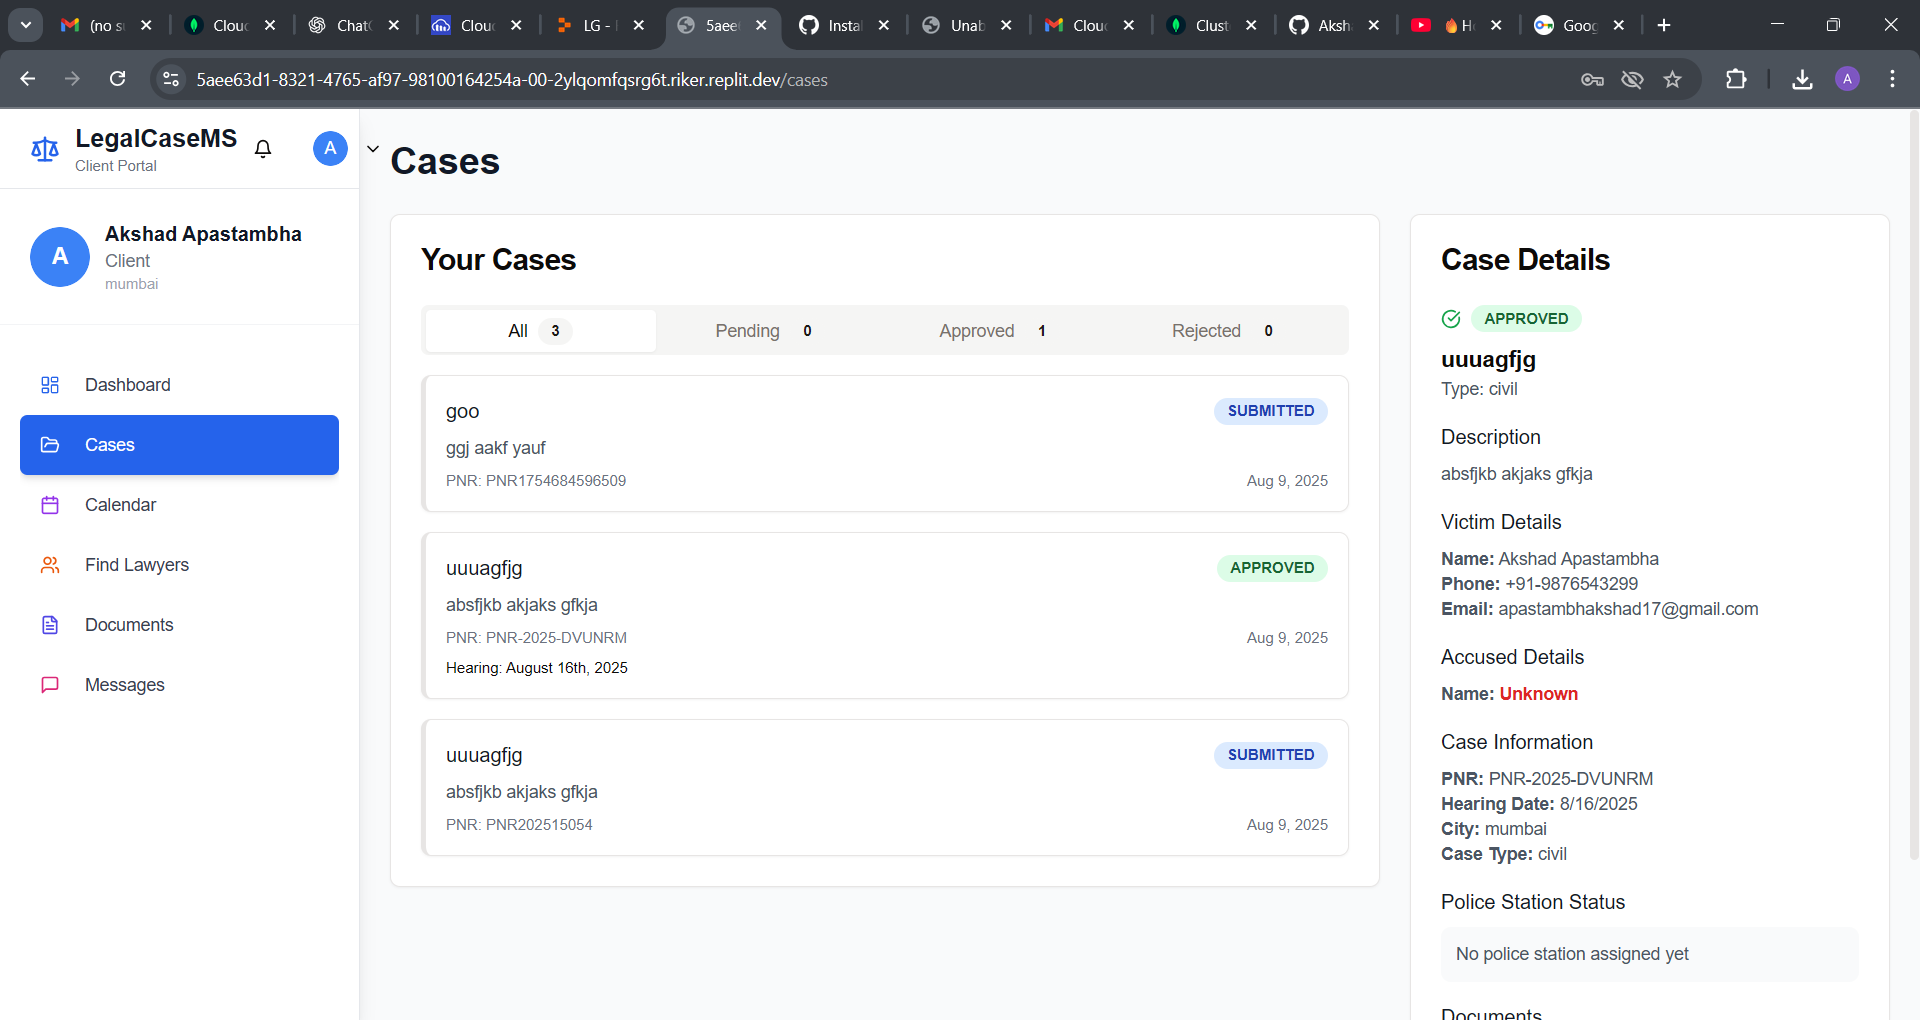 (no s
Clou
Chat
Clou
LG -
5aee
Insta
Unab
Clou
Clust
Aksh
H
Goog
5aee63d1-8321-4765-af97-98100164254a-00-2ylqomfqsrg6t.riker.replit.dev/cases
A
LegalCaseMS
Client Portal
A
Cases
A
Akshad Apastambha
Client
mumbai
Dashboard
Cases
Calendar
Find Lawyers
Documents
Messages
Your Cases
All 3 Pending 0 Approved 1 Rejected 0
goo SUBMITTED
ggj aakf yauf
PNR: PNR1754684596509 Aug 9, 2025
uuuagfjg APPROVED
absfjkb akjaks gfkja
PNR: PNR-2025-DVUNRM Aug 9, 2025
Hearing: August 16th, 2025
uuuagfjg SUBMITTED
absfjkb akjaks gfkja
PNR: PNR202515054 Aug 9, 2025
Case Details
APPROVED
uuuagfjg
Type: civil
Description
absfjkb akjaks gfkja
Victim Details
Name: Akshad Apastambha
Phone: +91-9876543299
Email: apastambhakshad17@gmail.com
Accused Details
Name: Unknown
Case Information
PNR: PNR-2025-DVUNRM
Hearing Date: 8/16/2025
City: mumbai
Case Type: civil
Police Station Status
No police station assigned yet
Documents